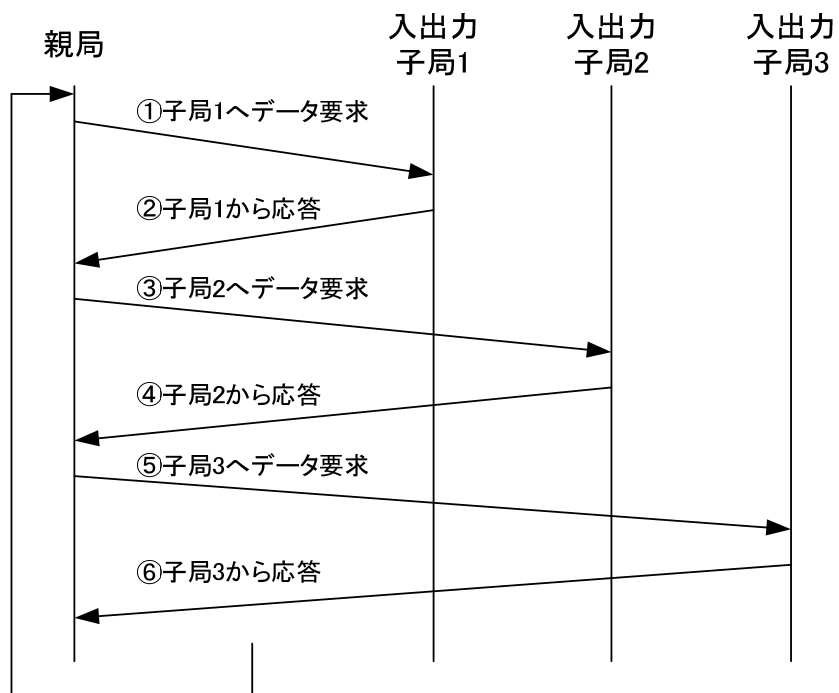 親局
入出力
子局1
入出力
子局2
入出力
子局3
①子局1へデータ要求
②子局1から応答
③子局2へデータ要求
④子局2から応答
⑤子局3へデータ要求
⑥子局3から応答